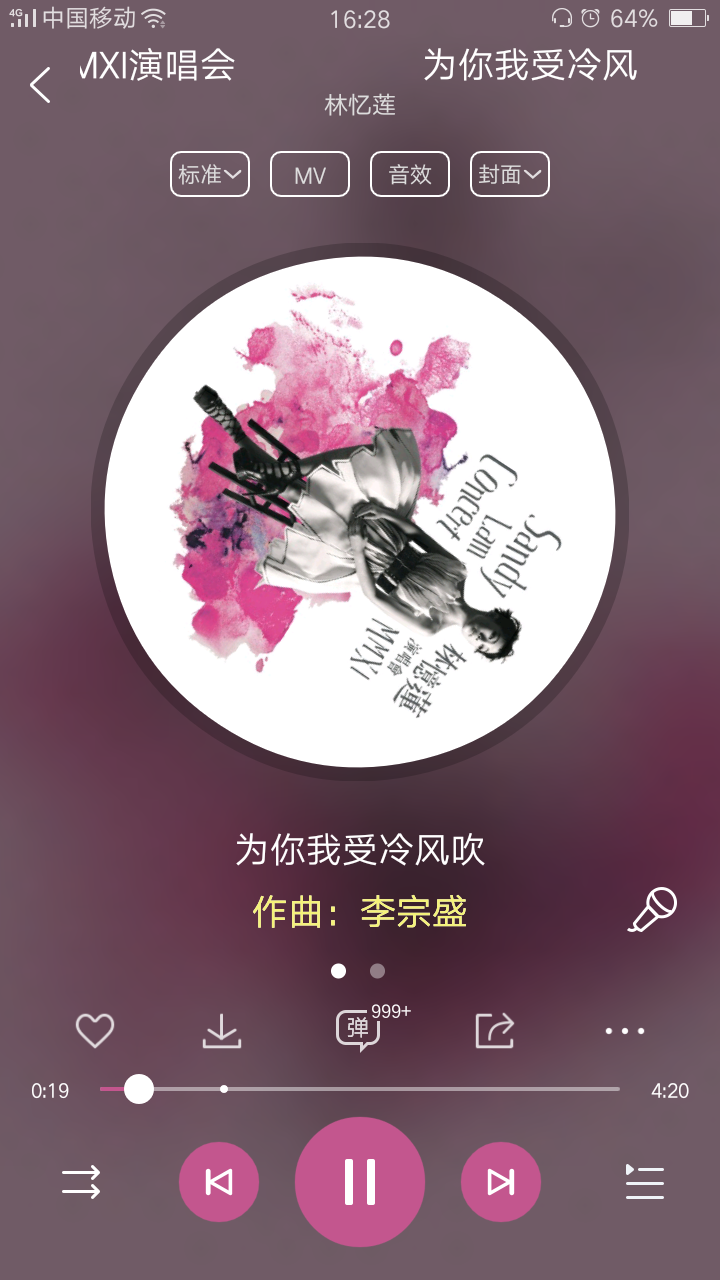 4G 中国移动 16:28 64%
MXI演唱会 为你我受冷风
林忆莲
标准 MV 音效 封面
Sandy
Lam
Concert
林憶蓮
演唱會
MMXI
为你我受冷风吹
作曲：李宗盛
弹 999+
0:19 4:20